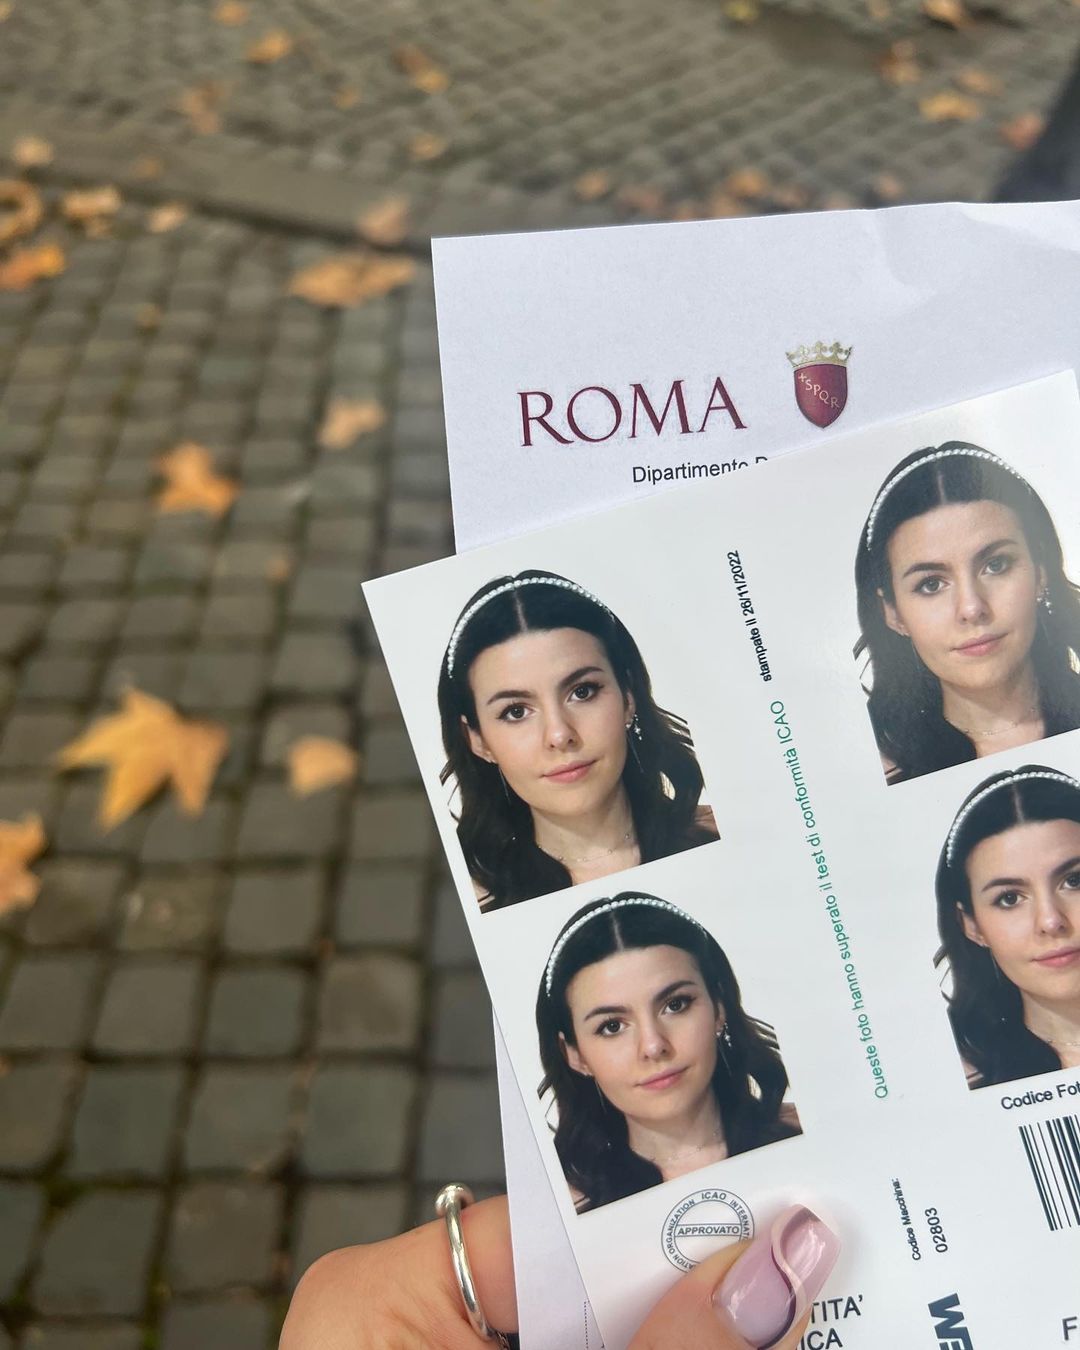 ROMA
SPQR
Dipartimento
stampate il 26/11/2022
Queste foto hanno superato il test di conformità ICAO
Codice
ICAO
APPROVATO
Codice Macchina:
02803